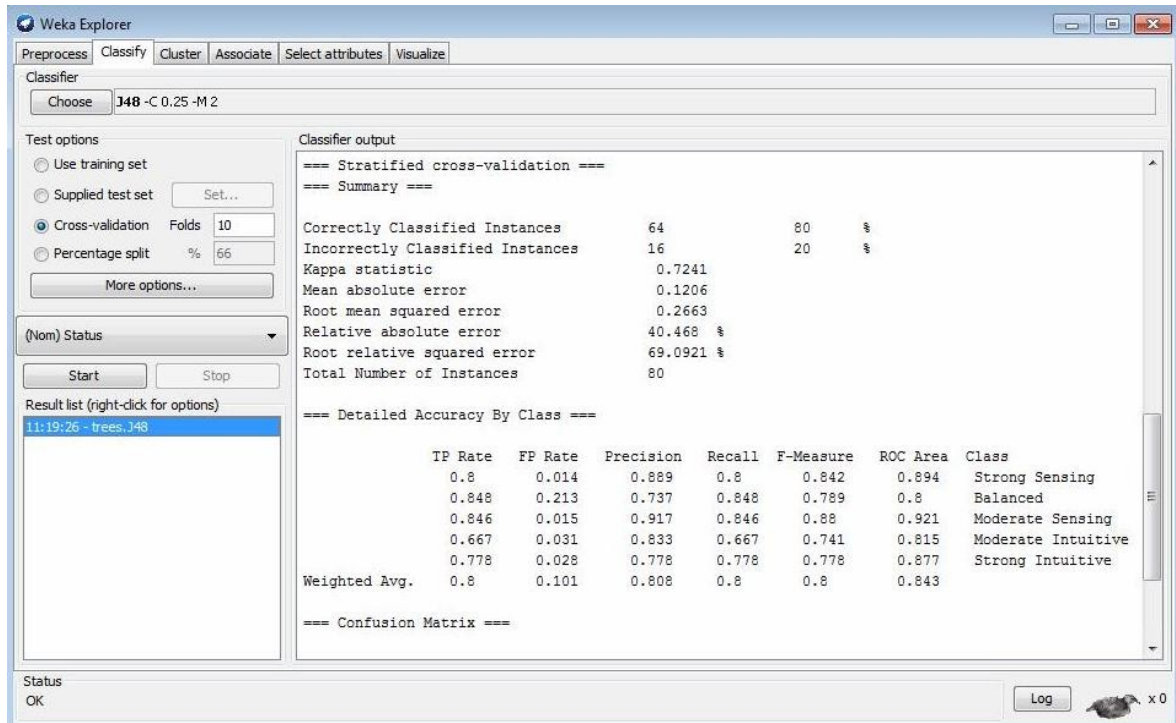 Weka Explorer
Preprocess Classify Cluster Associate Select attributes Visualize
Classifier
Choose J48 -C 0.25 -M 2
Test options
Use training set
Supplied test set Set...
Cross-validation Folds 10
Percentage split % 66
More options...
(Nom) Status
Start Stop
Result list (right-click for options)
11:19:26 - trees.J48
Classifier output
=== Stratified cross-validation ===
=== Summary ===
Correctly Classified Instances 64 80 %
Incorrectly Classified Instances 16 20 %
Kappa statistic 0.7241
Mean absolute error 0.1206
Root mean squared error 0.2663
Relative absolute error 40.468 %
Root relative squared error 69.0921 %
Total Number of Instances 80
=== Detailed Accuracy By Class ===
TP Rate FP Rate Precision Recall F-Measure ROC Area Class
0.8 0.014 0.889 0.8 0.842 0.894 Strong Sensing
0.848 0.213 0.737 0.848 0.789 0.8 Balanced
0.846 0.015 0.917 0.846 0.88 0.921 Moderate Sensing
0.667 0.031 0.833 0.667 0.741 0.815 Moderate Intuitive
0.778 0.028 0.778 0.778 0.778 0.877 Strong Intuitive
Weighted Avg. 0.8 0.101 0.808 0.8 0.8 0.843
=== Confusion Matrix ===
Status
OK
Log x 0